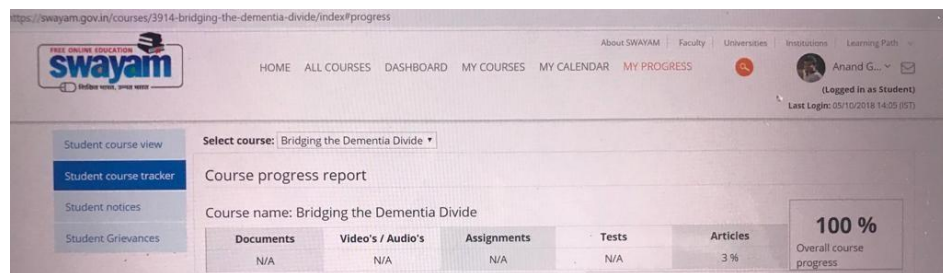 https://swayam.gov.in/courses/3914-bridging-the-dementia-divide/index#progress
About SWAYAM Faculty Universities Institutions Learning Path
FREE ONLINE EDUCATION
swayam
शिक्षित भारत, उन्नत भारत
HOME ALL COURSES DASHBOARD MY COURSES MY CALENDAR MY PROGRESS
Anand G...
(Logged in as Student)
Last Login: 05/10/2018 14:05 (IST)
Student course view
Student course tracker
Student notices
Student Grievances
Select course: Bridging the Dementia Divide
Course progress report
Course name: Bridging the Dementia Divide
Documents Video's / Audio's Assignments Tests Articles
N/A N/A N/A N/A 3 %
100 %
Overall course
progress